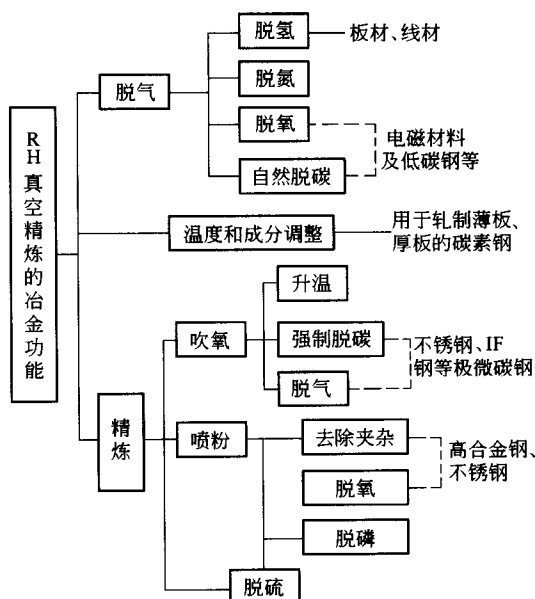 RH真空精炼的冶金功能
脱气
脱氢
板材、线材
脱氮
脱氧
自然脱碳
电磁材料
及低碳钢等
温度和成分调整
用于轧制薄板、
厚板的碳素钢
精炼
吹氧
升温
强制脱碳
脱气
不锈钢、IF
钢等极微碳钢
喷粉
去除夹杂
脱氧
高合金钢、
不锈钢
脱磷
脱硫